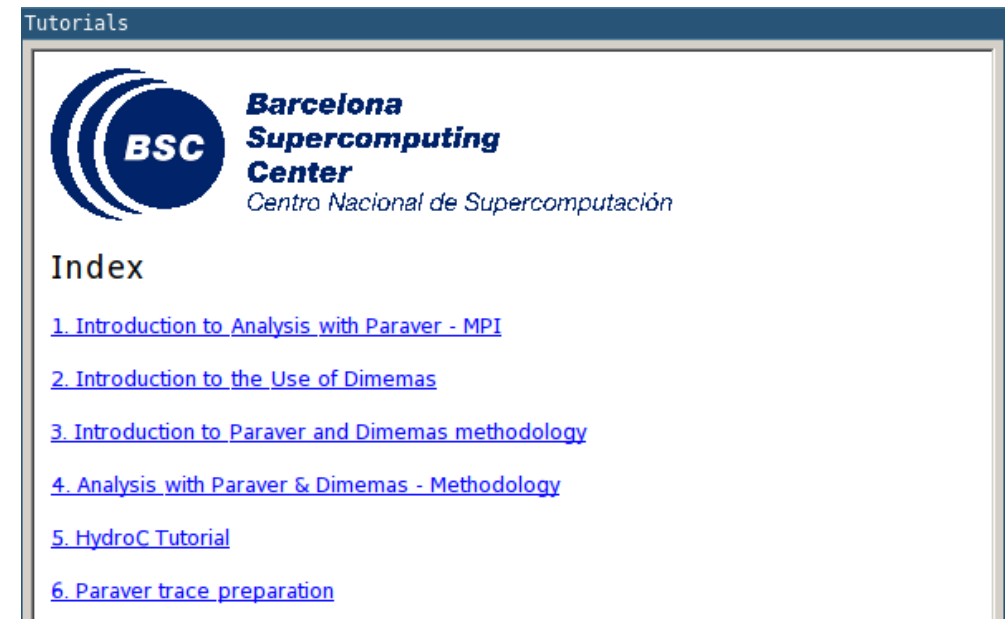 Tutorials
BSC
Barcelona
Supercomputing
Center
Centro Nacional de Supercomputación
Index
1. Introduction to Analysis with Paraver - MPI
2. Introduction to the Use of Dimemas
3. Introduction to Paraver and Dimemas methodology
4. Analysis with Paraver & Dimemas - Methodology
5. HydroC Tutorial
6. Paraver trace preparation